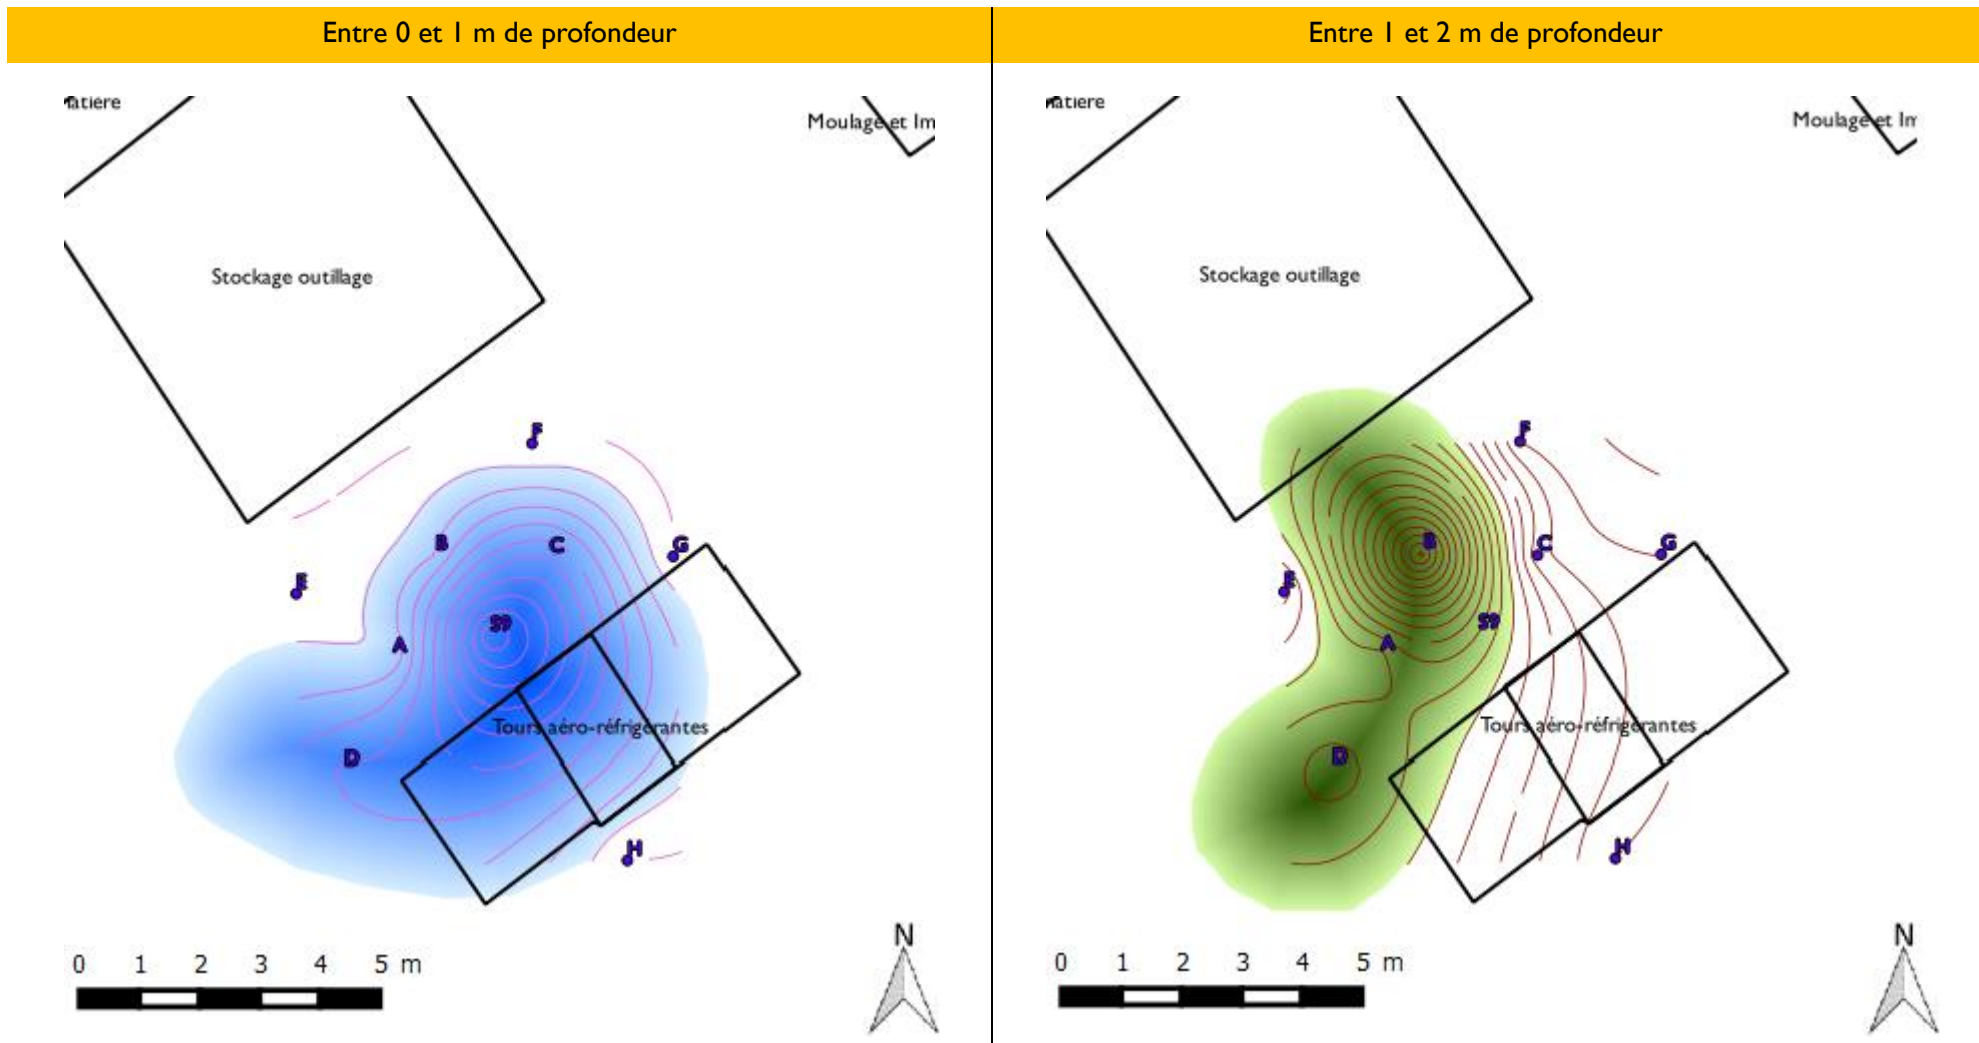 Entre 0 et 1 m de profondeur
atière
Moulage et Im
Stockage outillage
F
B
C
G
E
S9
A
Tours aéro-réfrigérantes
D
H
0 1 2 3 4 5 m
N
Entre 1 et 2 m de profondeur
atière
Moulage et Im
Stockage outillage
F
B
C
G
E
S9
A
Tours aéro-réfrigérantes
D
H
0 1 2 3 4 5 m
N